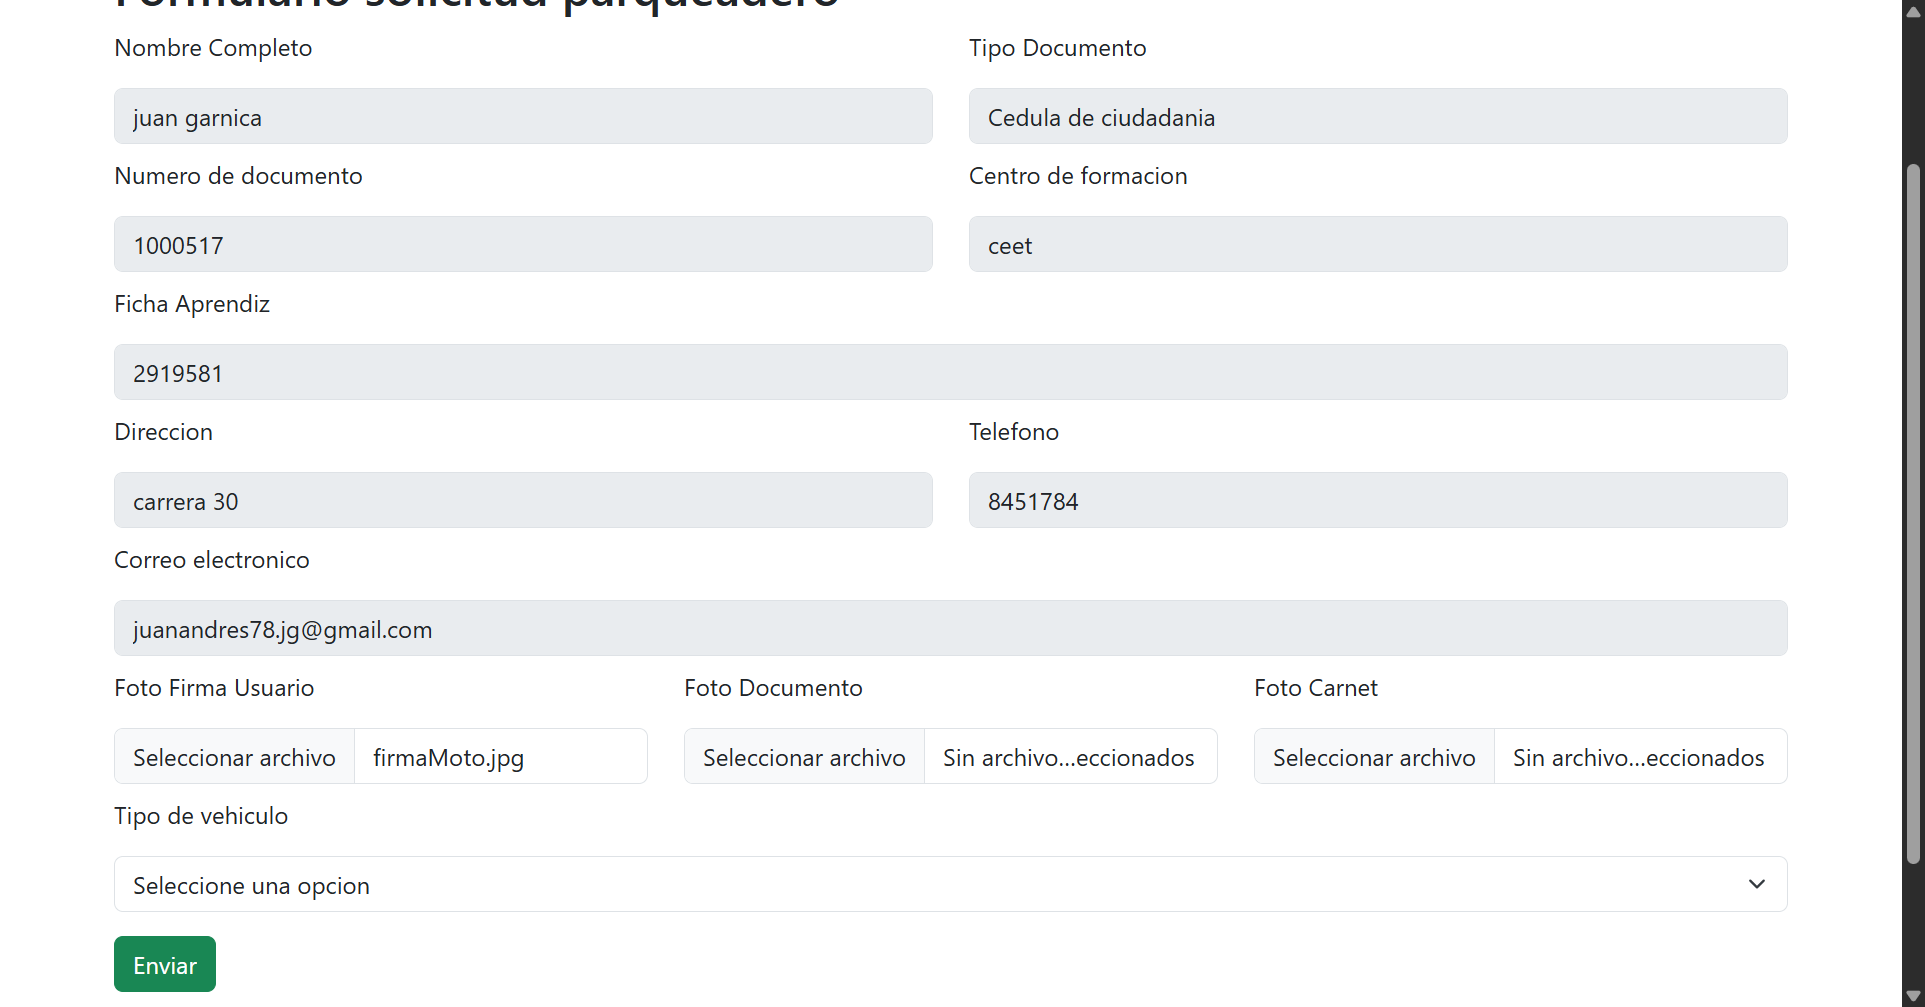 Formulario solicitud parqueadero
Nombre Completo
Tipo Documento
juan garnica
Cedula de ciudadania
Numero de documento
Centro de formacion
1000517
ceet
Ficha Aprendiz
2919581
Direccion
Telefono
carrera 30
8451784
Correo electronico
juanandres78.jg@gmail.com
Foto Firma Usuario
Foto Documento
Foto Carnet
Seleccionar archivo firmaMoto.jpg
Seleccionar archivo Sin archivo...eccionados
Seleccionar archivo Sin archivo...eccionados
Tipo de vehiculo
Seleccione una opcion
Enviar